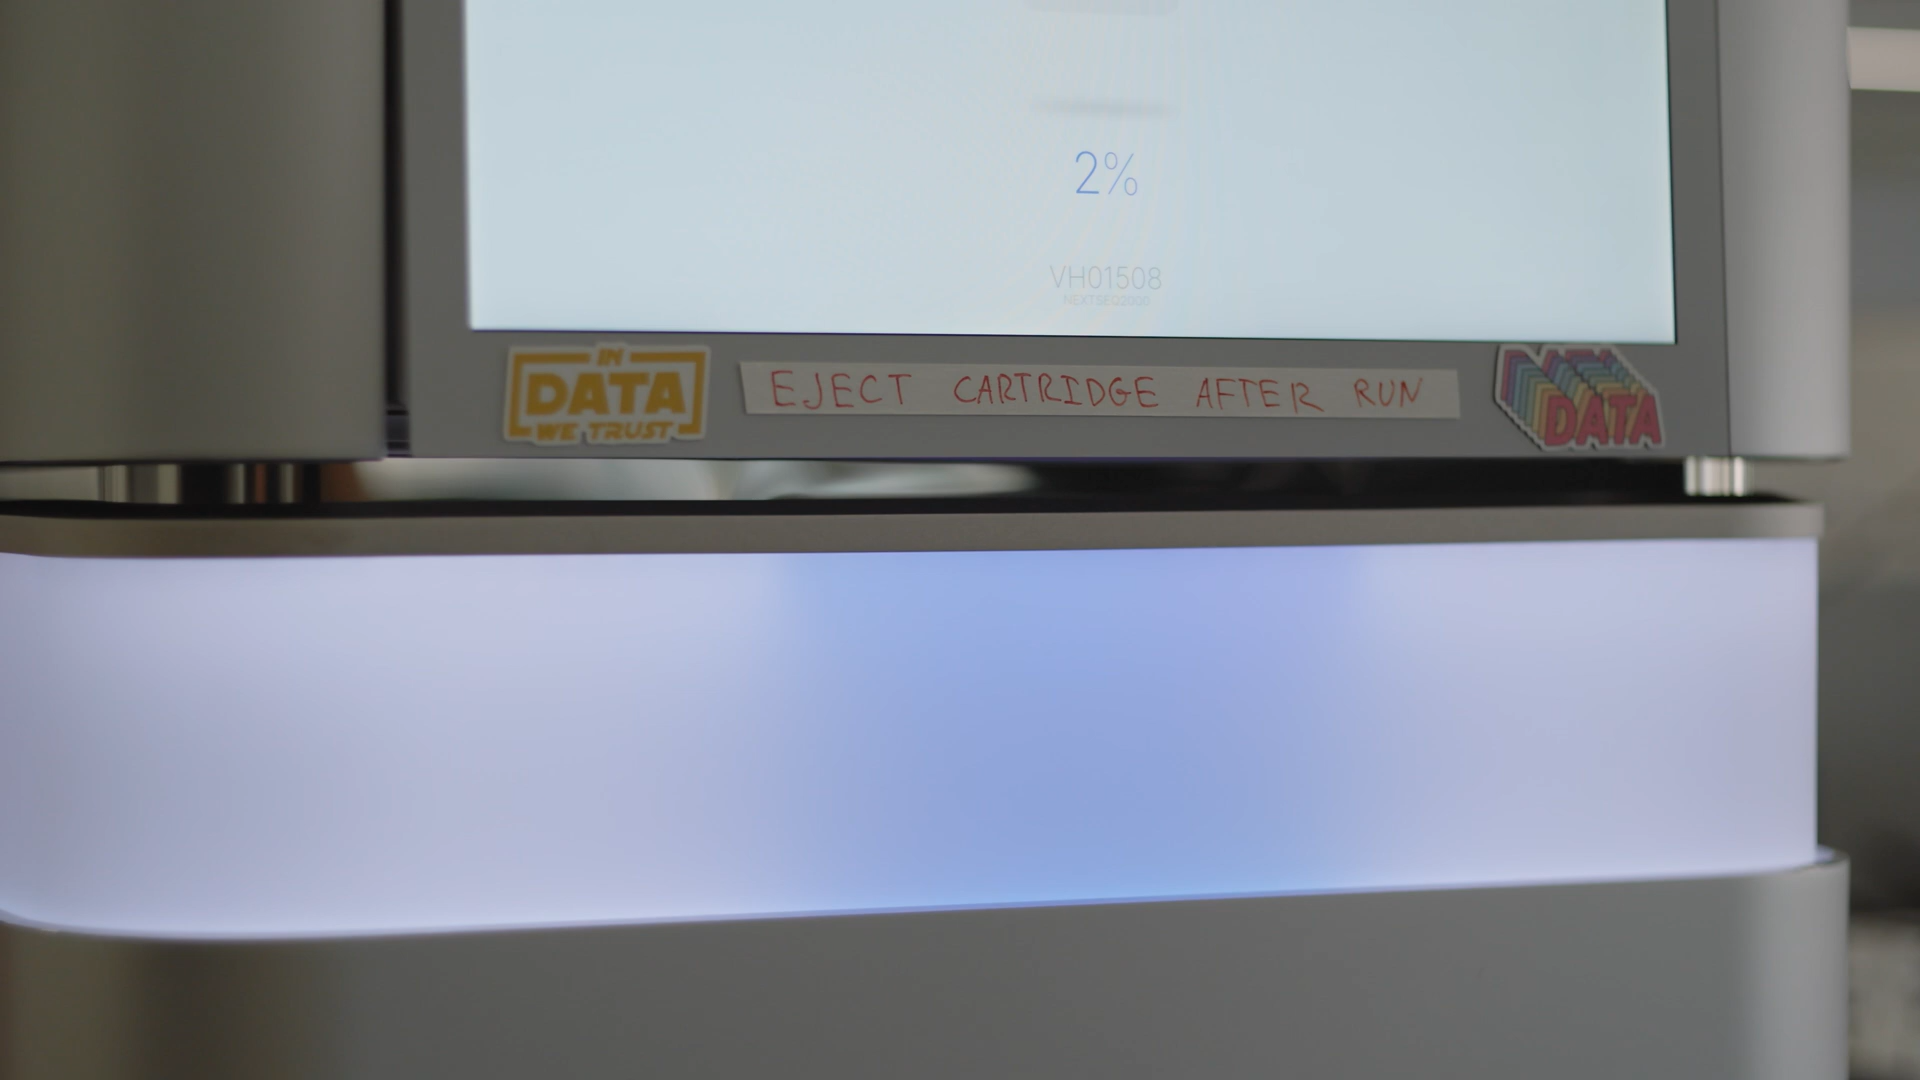 2%
VH01508
NEXTSEQ2000
IN
DATA
WE TRUST
EJECT CARTRIDGE AFTER RUN
DATA